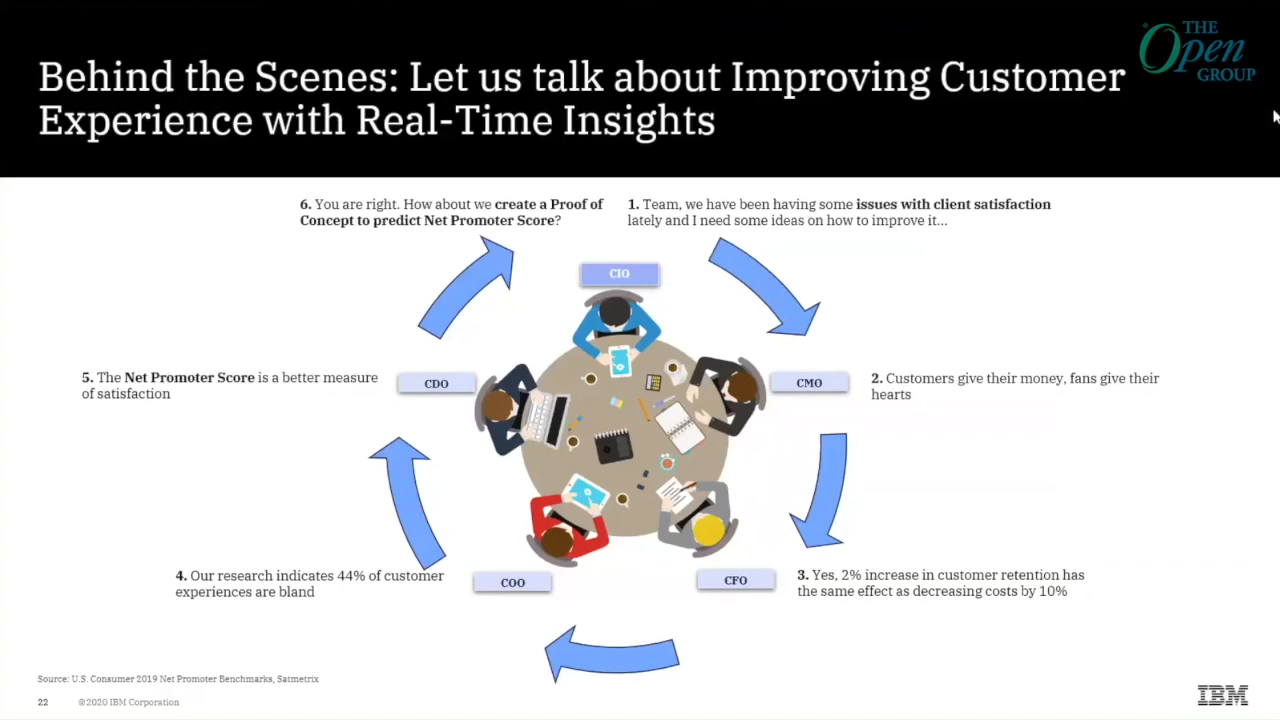 THE
Open
GROUP
Behind the Scenes: Let us talk about Improving Customer
Experience with Real-Time Insights
6. You are right. How about we create a Proof of
Concept to predict Net Promoter Score?
1. Team, we have been having some issues with client satisfaction
lately and I need some ideas on how to improve it...
CIO
5. The Net Promoter Score is a better measure
of satisfaction
CDO
CMO
2. Customers give their money, fans give their
hearts
4. Our research indicates 44% of customer
experiences are bland
COO
CFO
3. Yes, 2% increase in customer retention has
the same effect as decreasing costs by 10%
Source: U.S. Consumer 2019 Net Promoter Benchmarks, Satmetrix
22 @2020 IBM Corporation
IBM